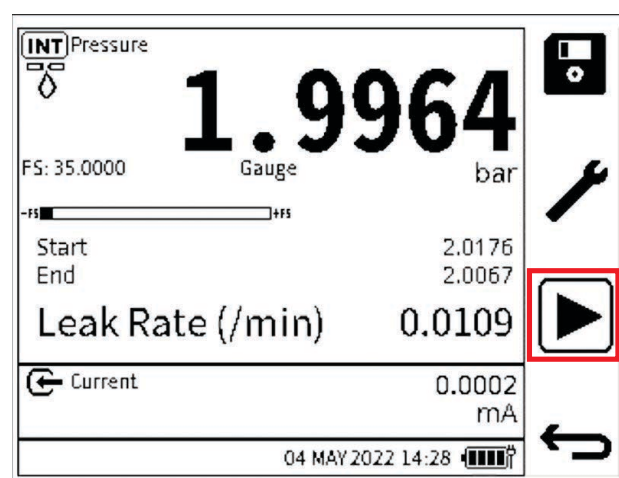 INT Pressure
1.9964
FS: 35.0000 Gauge bar
-FS +FS
Start 2.0176
End 2.0067
Leak Rate (/min) 0.0109
Current 0.0002
mA
04 MAY 2022 14:28